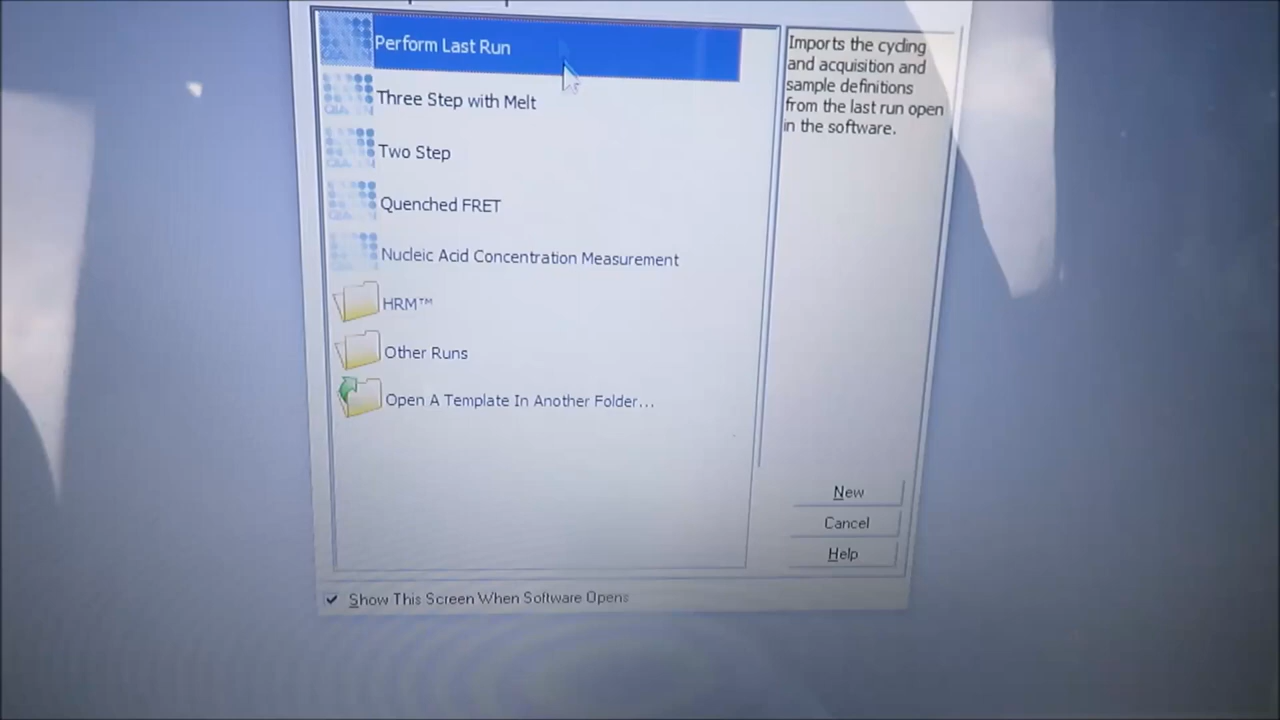 Perform Last Run
Three Step with Melt
Two Step
Quenched FRET
Nucleic Acid Concentration Measurement
HRM™
Other Runs
Open A Template In Another Folder...
Imports the cycling
and acquisition and
sample definitions
from the last run open
in the software.
New
Cancel
Help
Show This Screen When Software Opens